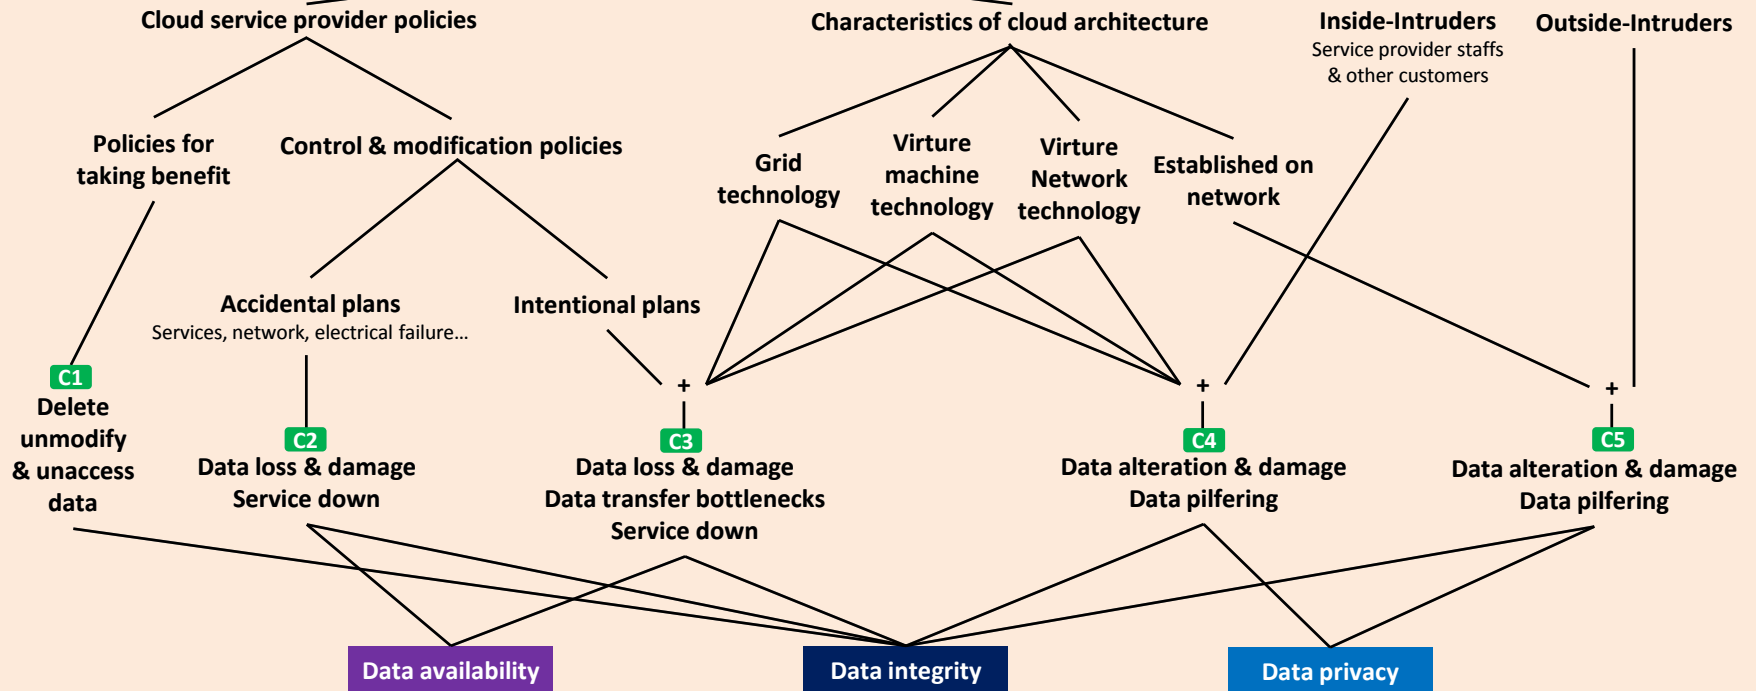 Cloud service provider policies
Characteristics of cloud architecture
Inside-Intruders
Service provider staffs
& other customers
Outside-Intruders
Policies for
taking benefit
Control & modification policies
Grid
technology
Virture
machine
technology
Virture
Network
technology
Established on
network
Accidental plans
Services, network, electrical failure...
Intentional plans
+
+
+
C1
Delete
unmodify
& unaccess
data
C2
Data loss & damage
Service down
C3
Data loss & damage
Data transfer bottlenecks
Service down
C4
Data alteration & damage
Data pilfering
C5
Data alteration & damage
Data pilfering
Data availability
Data integrity
Data privacy